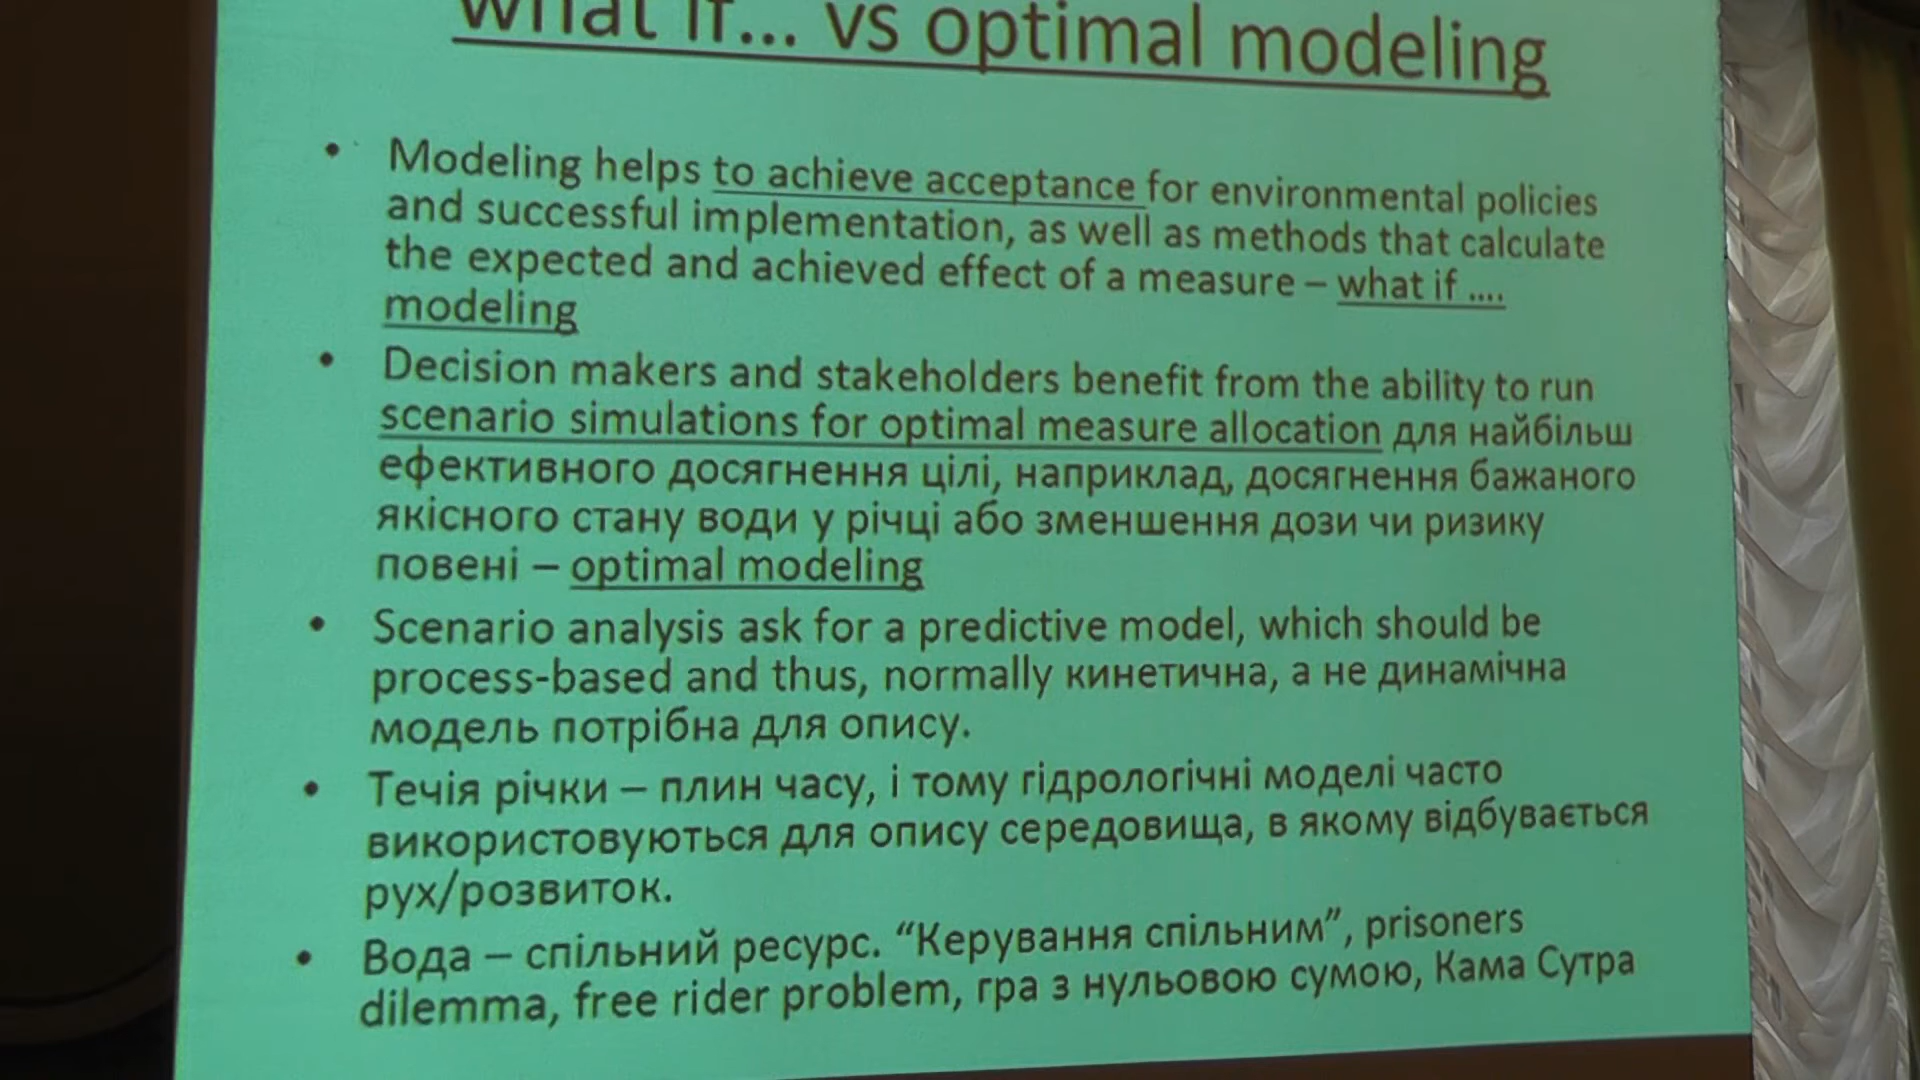 what if... vs optimal modeling
Modeling helps to achieve acceptance for environmental policies
and successful implementation, as well as methods that calculate
the expected and achieved effect of a measure – what if ....
modeling
Decision makers and stakeholders benefit from the ability to run
scenario simulations for optimal measure allocation для найбільш
ефективного досягнення цілі, наприклад, досягнення бажаного
якісного стану води у річці або зменшення дози чи ризику
повені – optimal modeling
Scenario analysis ask for a predictive model, which should be
process-based and thus, normally кинетична, а не динамічна
модель потрібна для опису.
Течія річки – плин часу, і тому гідрологічні моделі часто
використовуються для опису середовища, в якому відбувається
рух/розвиток.
Вода – спільний ресурс. “Керування спільним”, prisoners
dilemma, free rider problem, гра з нульовою сумою, Кама Сутра